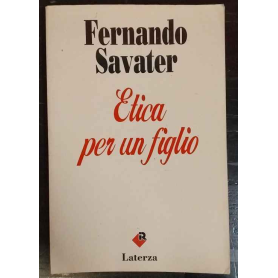 Fernando
Savater
Etica
per un figlio
Laterza